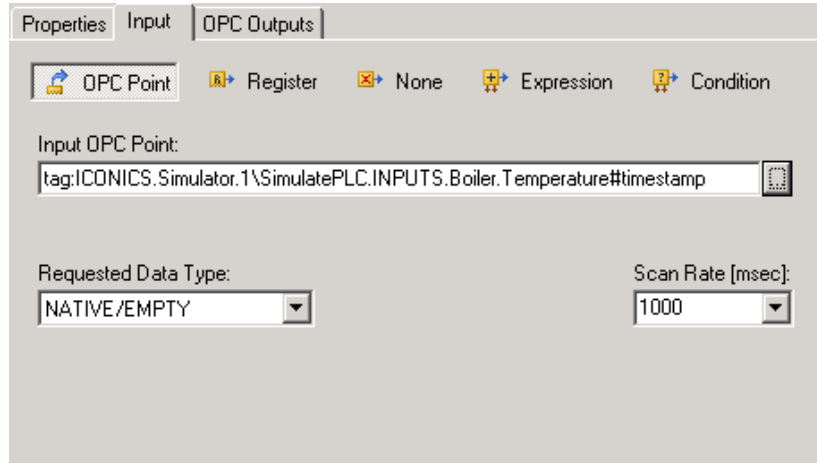 Properties Input OPC Outputs
OPC Point Register None Expression Condition
Input OPC Point:
tag:ICONICS.Simulator.1\SimulatePLC.INPUTS.Boiler.Temperature#timestamp
Requested Data Type: Scan Rate [msec]:
NATIVE/EMPTY 1000